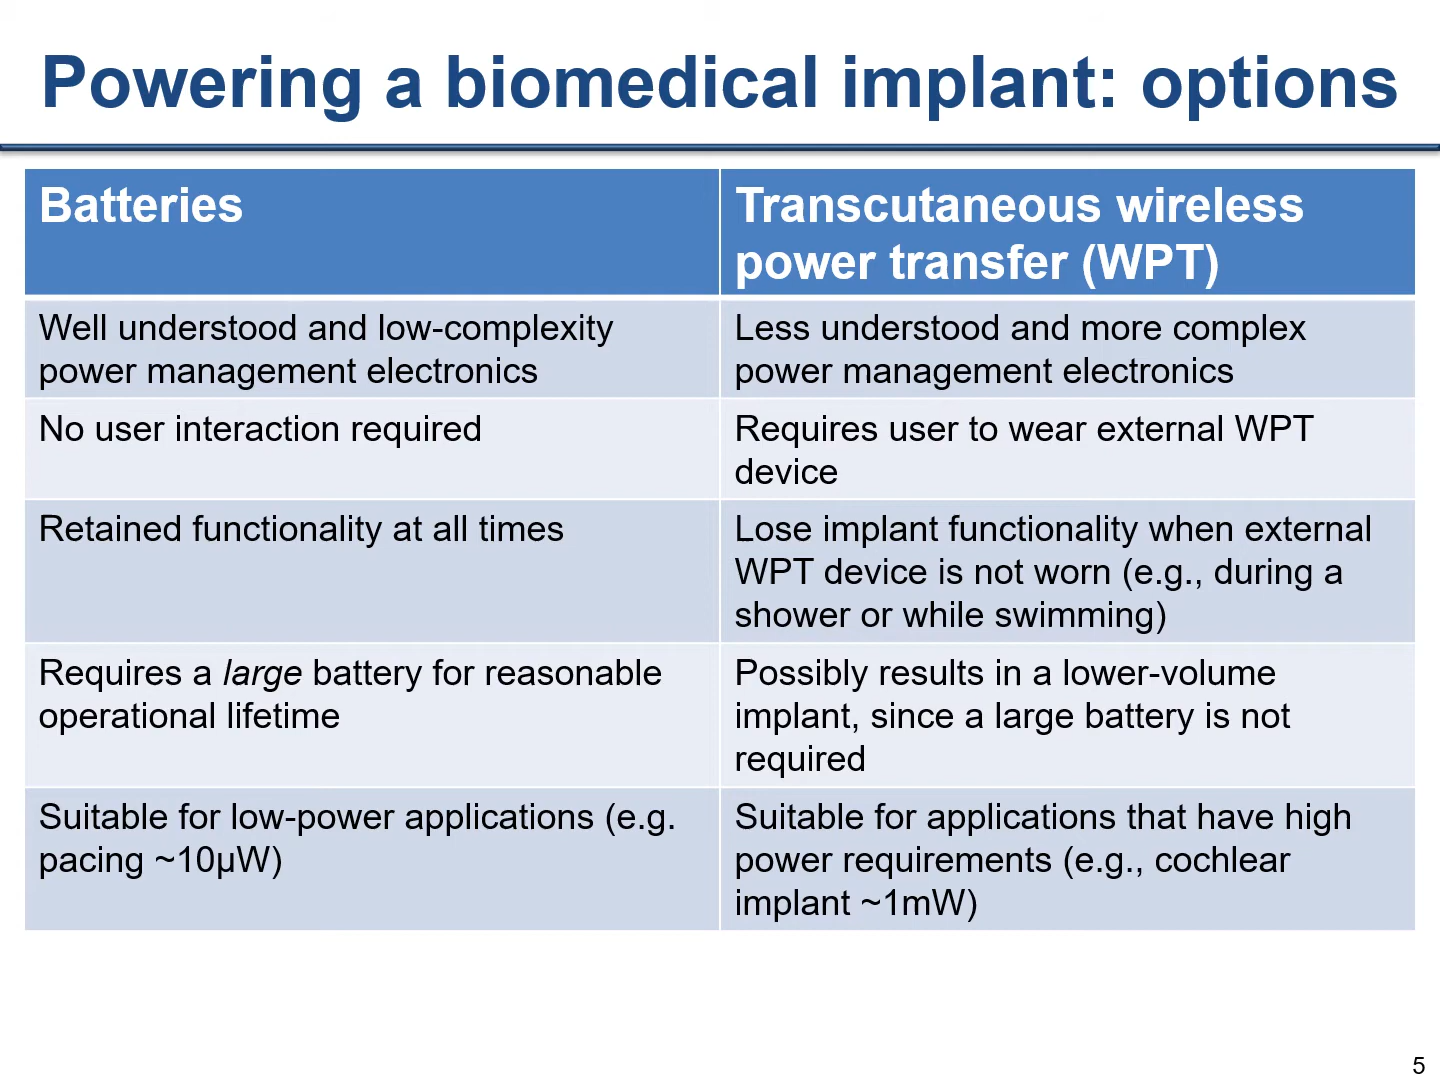 Powering a biomedical implant: options
Batteries
Transcutaneous wireless
power transfer (WPT)
Well understood and low-complexity
power management electronics
Less understood and more complex
power management electronics
No user interaction required
Requires user to wear external WPT
device
Retained functionality at all times
Lose implant functionality when external
WPT device is not worn (e.g., during a
shower or while swimming)
Requires a large battery for reasonable
operational lifetime
Possibly results in a lower-volume
implant, since a large battery is not
required
Suitable for low-power applications (e.g.
pacing ~10µW)
Suitable for applications that have high
power requirements (e.g., cochlear
implant ~1mW)
5